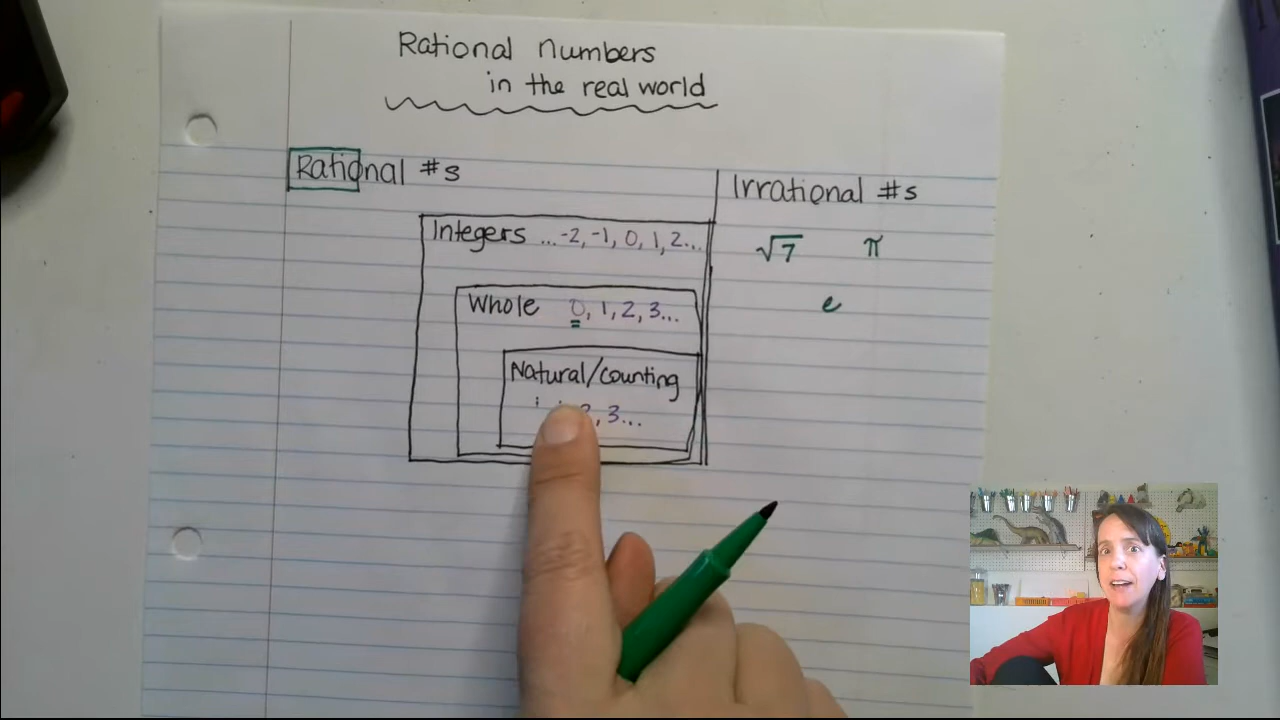 Rational numbers
in the real world
Rational #s
Irrational #s
Integers ...-2, -1, 0, 1, 2...
√7 π
e
Whole 0, 1, 2, 3...
Natural/counting
3...